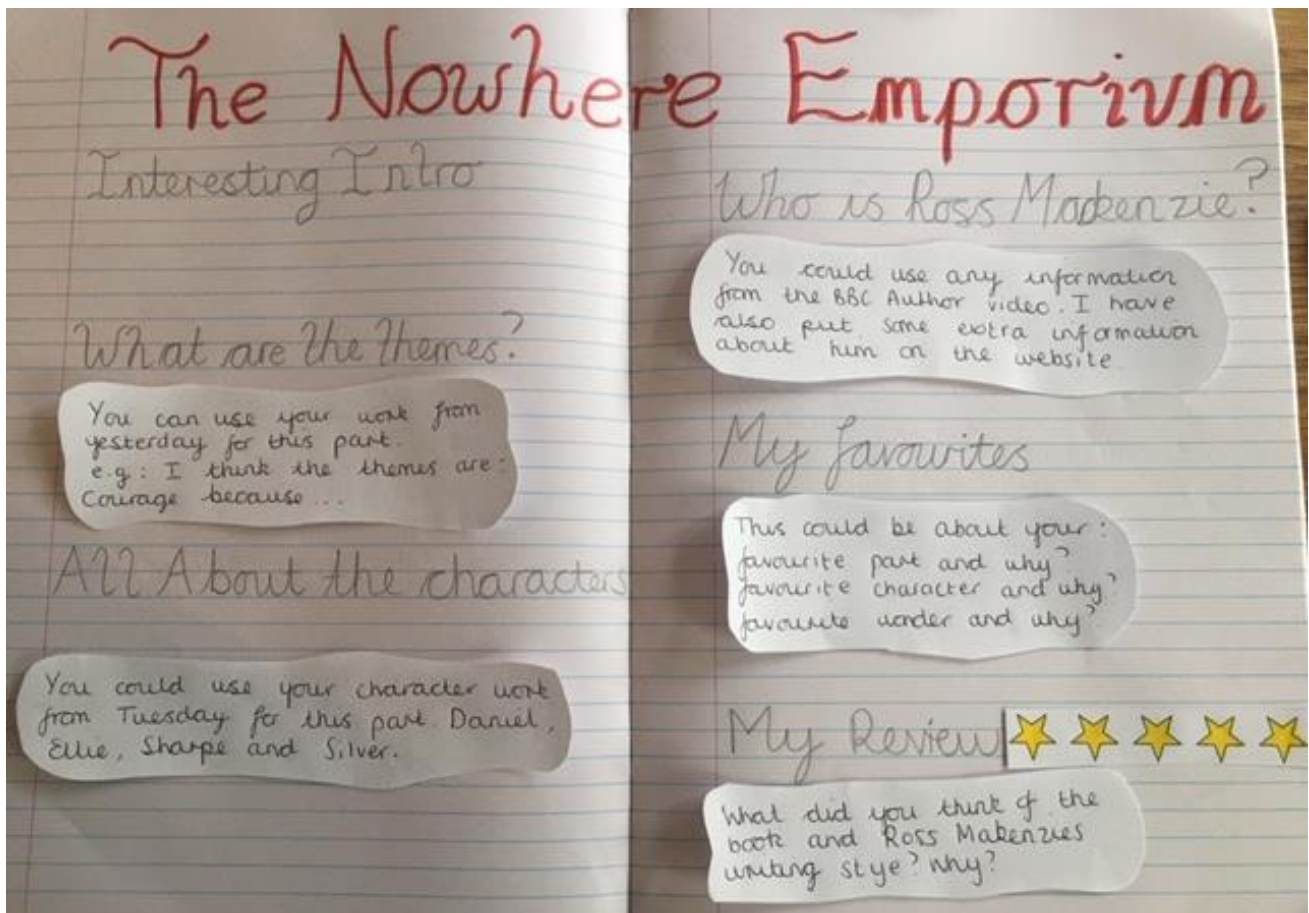 The Nowhere Emporium
Interesting Intro
What are the themes?
You can use your work from
yesterday for this part.
e.g: I think the themes are:
Courage because...
All About the characters
You could use your character work
from Tuesday for this part. Daniel,
Ellie, Sharpe and Silver.
Who is Ross Mackenzie?
You could use any information
from the BBC Author video. I have
also put some extra information
about him on the website.
My favourites
This could be about your:
favourite part and why?
favourite character and why?
favourite wonder and why?
My Review
What did you think of the
book and Ross Makenzies
writing stye? Why?